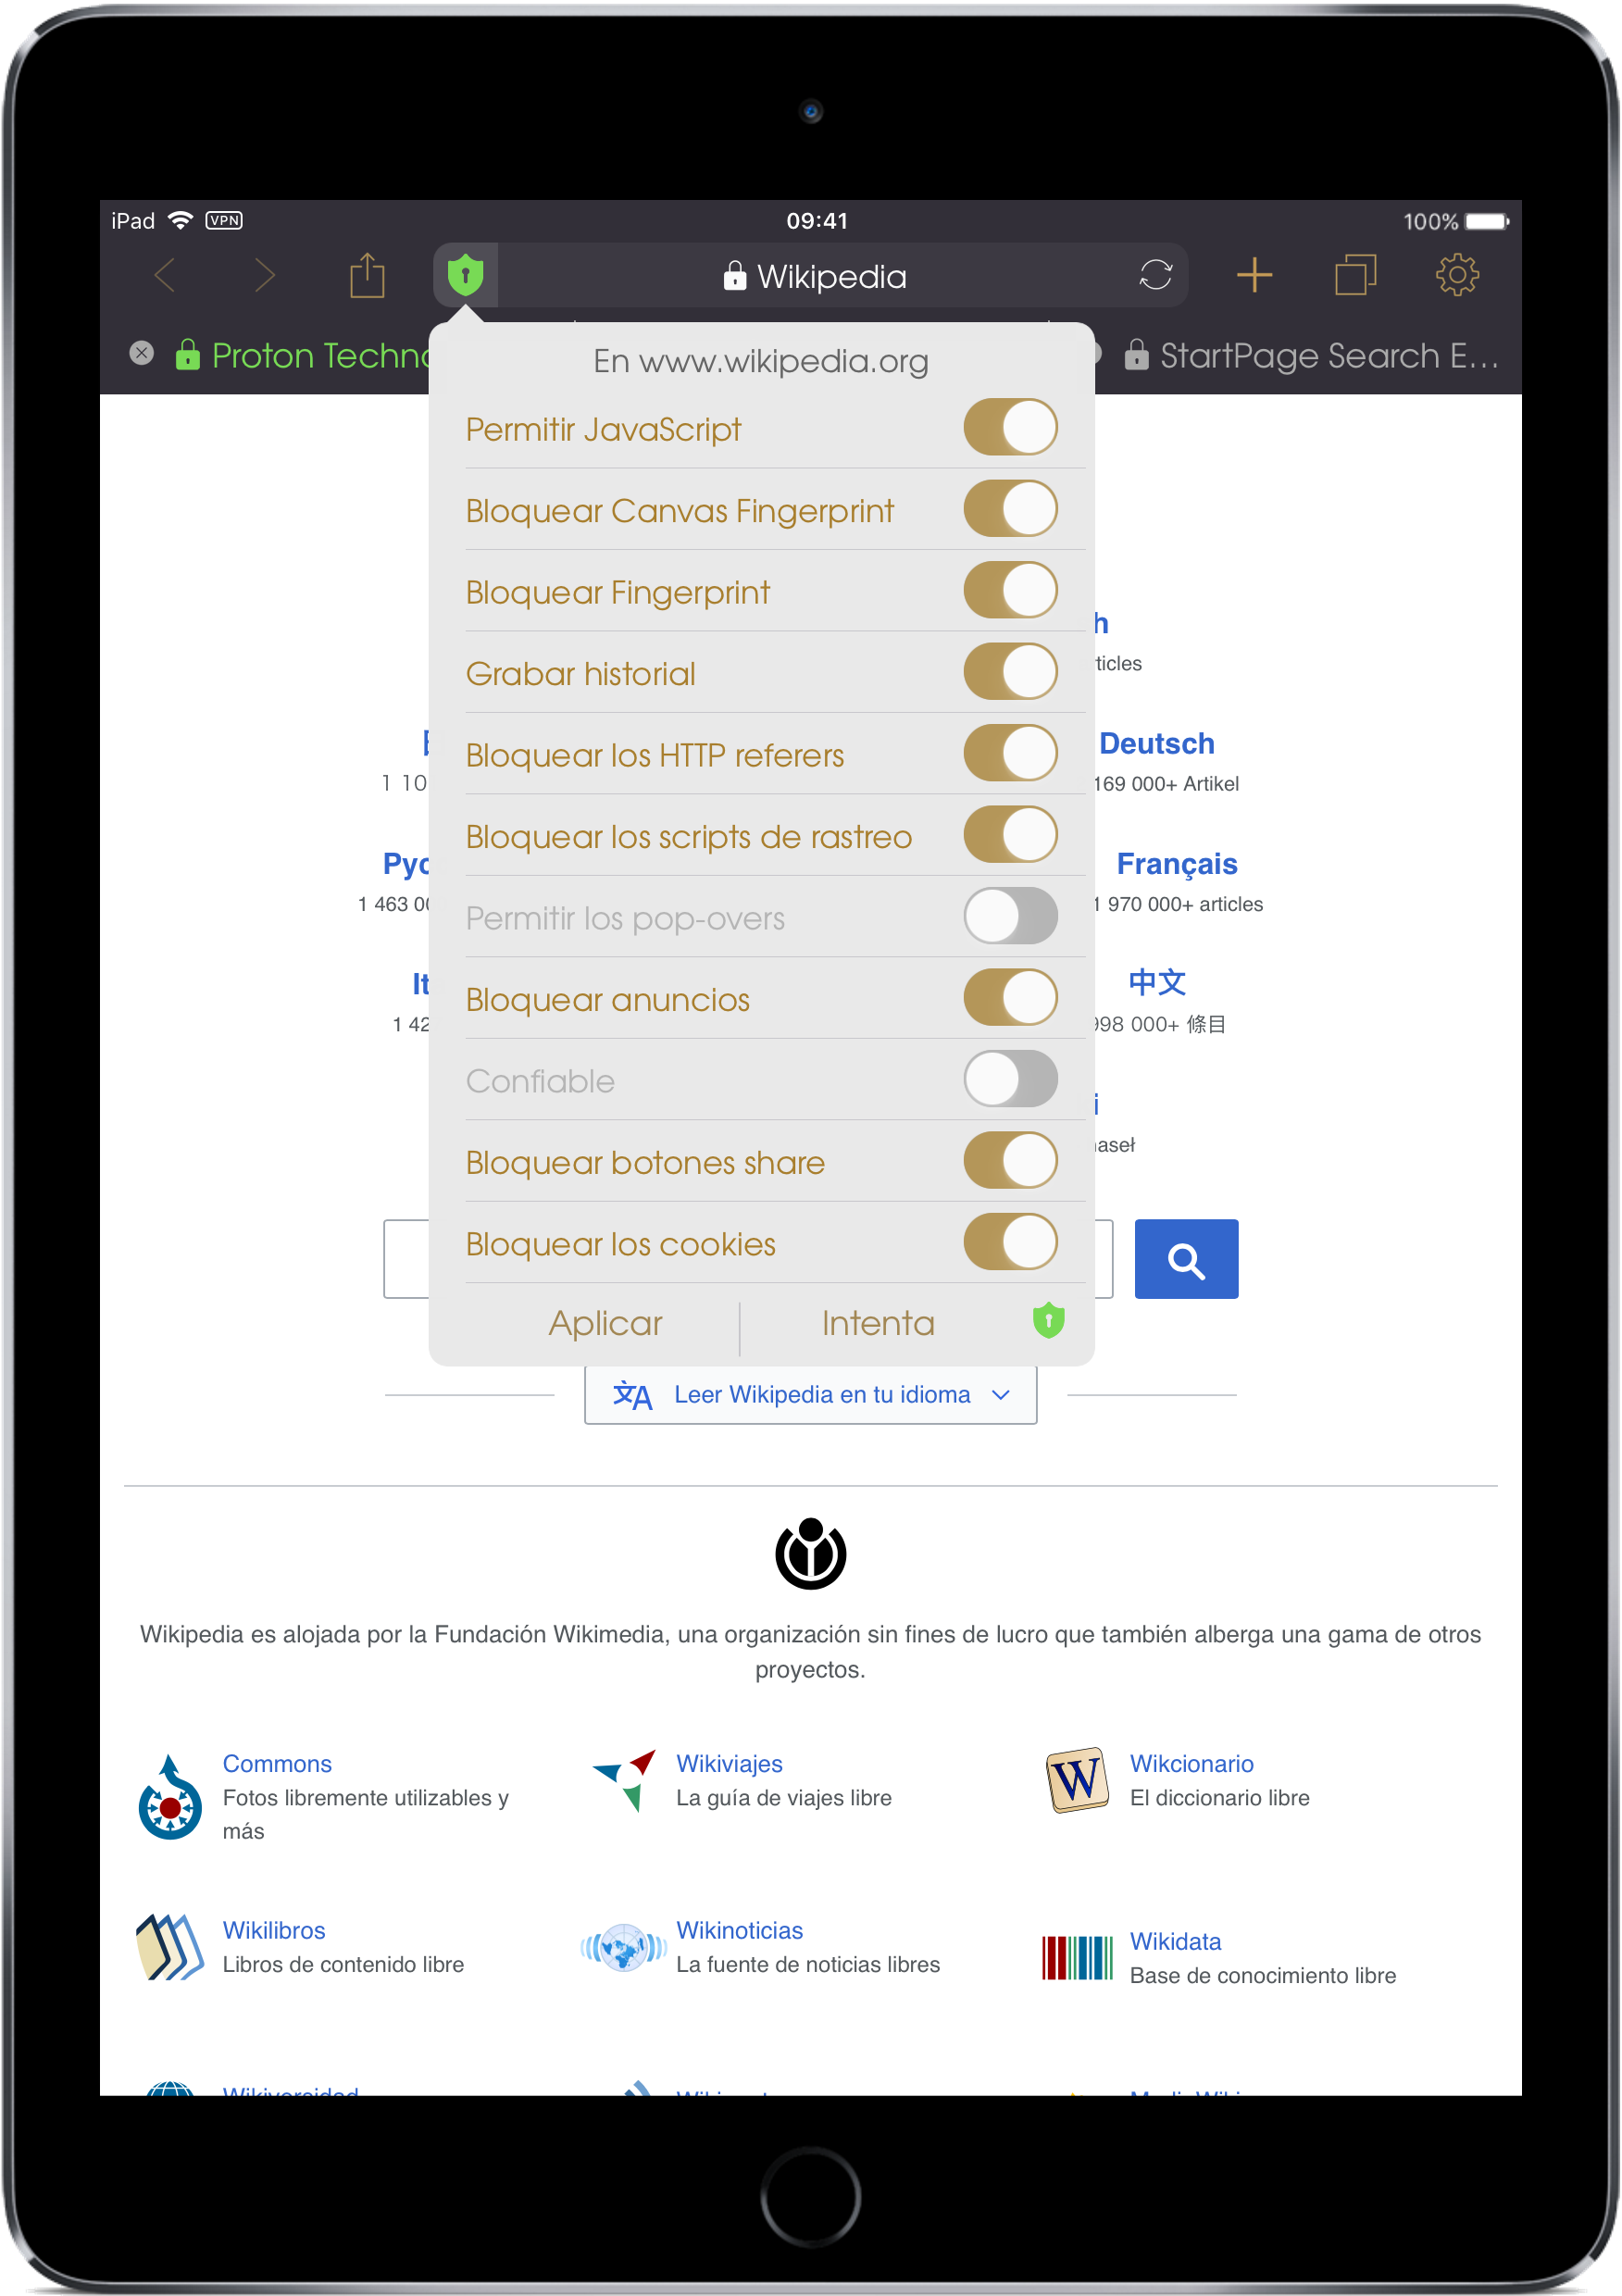 iPad VPN 09:41 100%
Wikipedia
Proton Techno StartPage Search E...
En www.wikipedia.org
Permitir JavaScript
Bloquear Canvas Fingerprint
Bloquear Fingerprint
Grabar historial
Bloquear los HTTP referers
Bloquear los scripts de rastreo
Permitir los pop-overs
Bloquear anuncios
Confiable
Bloquear botones share
Bloquear los cookies
Aplicar Intenta
h
ticles
Deutsch
1 10 169 000+ Artikel
Рус Français
1 463 00 1 970 000+ articles
It 中文
1 42 998 000+ 條目
i
haseł
Leer Wikipedia en tu idioma
Wikipedia es alojada por la Fundación Wikimedia, una organización sin fines de lucro que también alberga una gama de otros
proyectos.
Commons
Fotos libremente utilizables y
más
Wikiviajes
La guía de viajes libre
W
Wikcionario
El diccionario libre
Wikilibros
Libros de contenido libre
Wikinoticias
La fuente de noticias libres
Wikidata
Base de conocimiento libre
Wikiversidad